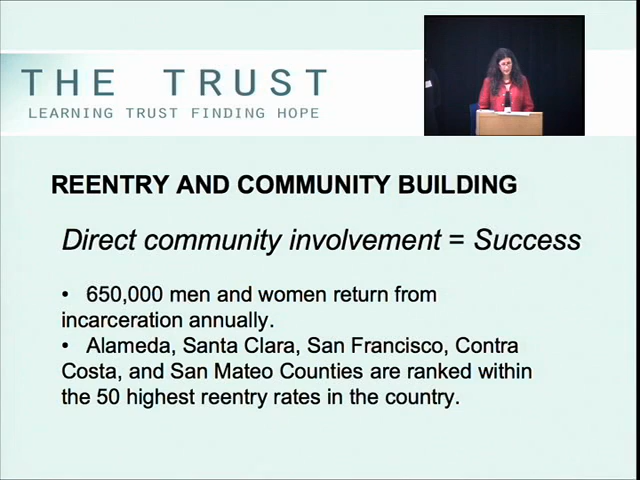 THE TRUST
LEARNING TRUST FINDING HOPE
REENTRY AND COMMUNITY BUILDING
Direct community involvement = Success
• 650,000 men and women return from
incarceration annually.
• Alameda, Santa Clara, San Francisco, Contra
Costa, and San Mateo Counties are ranked within
the 50 highest reentry rates in the country.